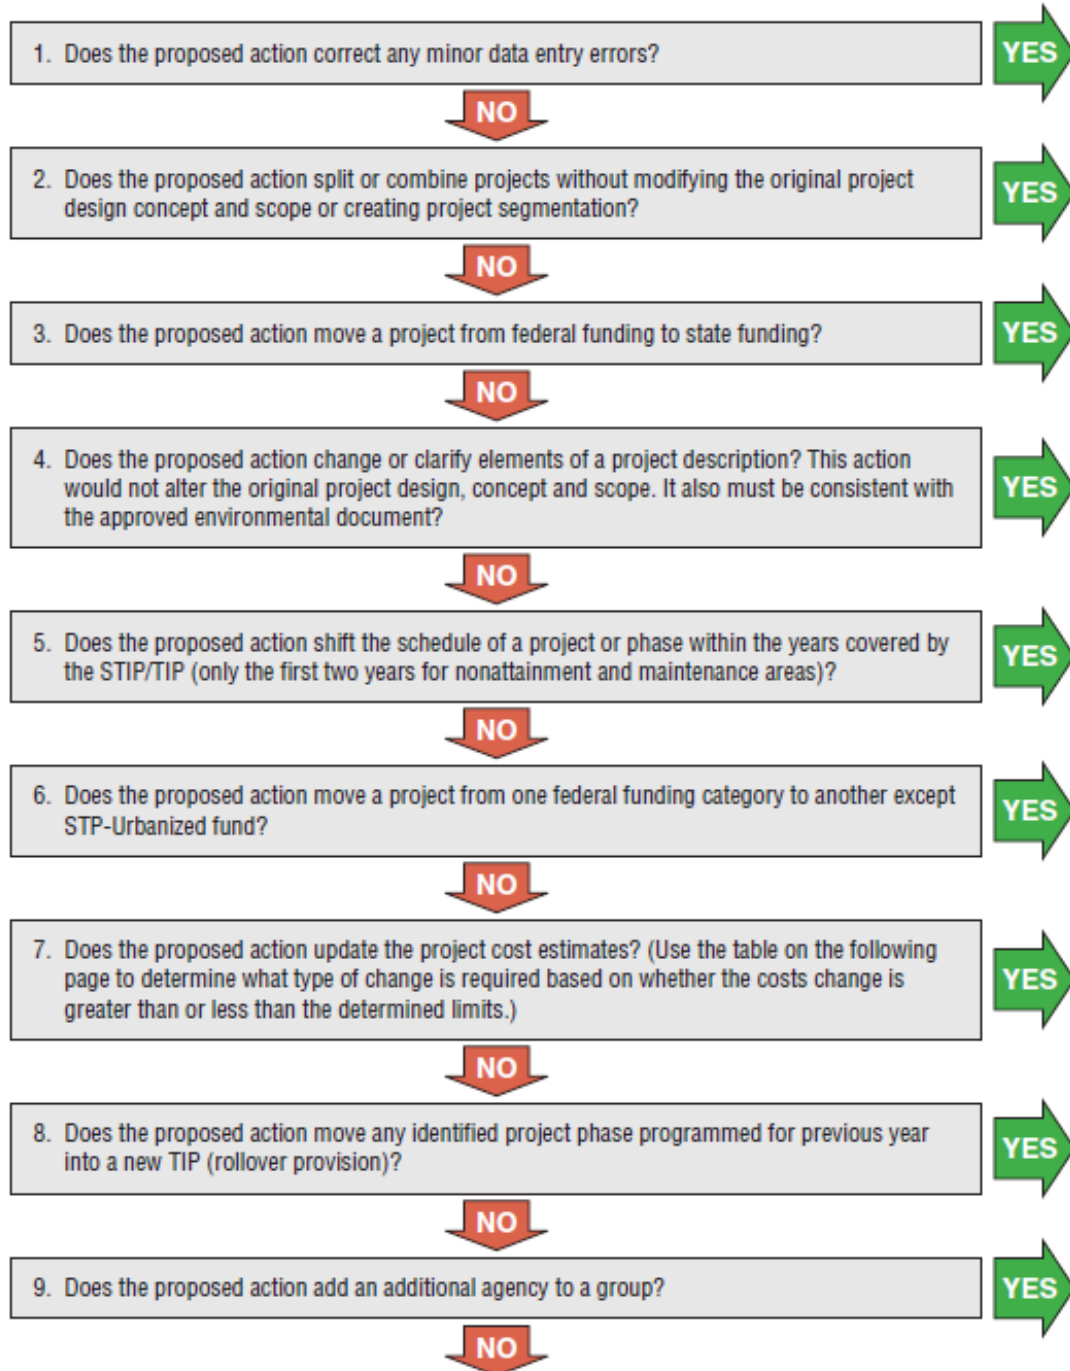 1. Does the proposed action correct any minor data entry errors?
YES
NO
2. Does the proposed action split or combine projects without modifying the original project
design concept and scope or creating project segmentation?
YES
NO
3. Does the proposed action move a project from federal funding to state funding?
YES
NO
4. Does the proposed action change or clarify elements of a project description? This action
would not alter the original project design, concept and scope. It also must be consistent with
the approved environmental document?
YES
NO
5. Does the proposed action shift the schedule of a project or phase within the years covered by
the STIP/TIP (only the first two years for nonattainment and maintenance areas)?
YES
NO
6. Does the proposed action move a project from one federal funding category to another except
STP-Urbanized fund?
YES
NO
7. Does the proposed action update the project cost estimates? (Use the table on the following
page to determine what type of change is required based on whether the costs change is
greater than or less than the determined limits.)
YES
NO
8. Does the proposed action move any identified project phase programmed for previous year
into a new TIP (rollover provision)?
YES
NO
9. Does the proposed action add an additional agency to a group?
YES
NO